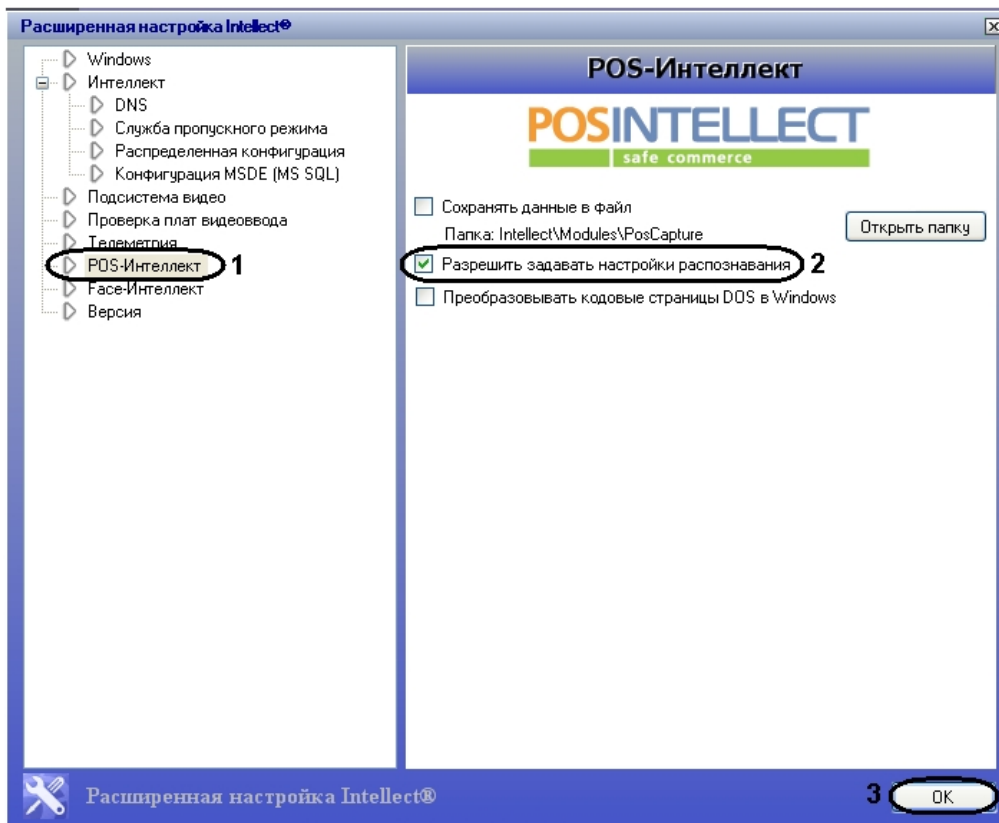 Расширенная настройка Intellect®
Windows
Интеллект
DNS
Служба пропускного режима
Распределенная конфигурация
Конфигурация MSDE (MS SQL)
Подсистема видео
Проверка плат видеоввода
Телеметрия
POS-Интеллект 1
Face-Интеллект
Версия
POS-Интеллект
POSINTELLECT
safe commerce
Сохранять данные в файл
Папка: Intellect\Modules\PosCapture
Открыть папку
Разрешить задавать настройки распознавания 2
Преобразовывать кодовые страницы DOS в Windows
Расширенная настройка Intellect®
3 OK